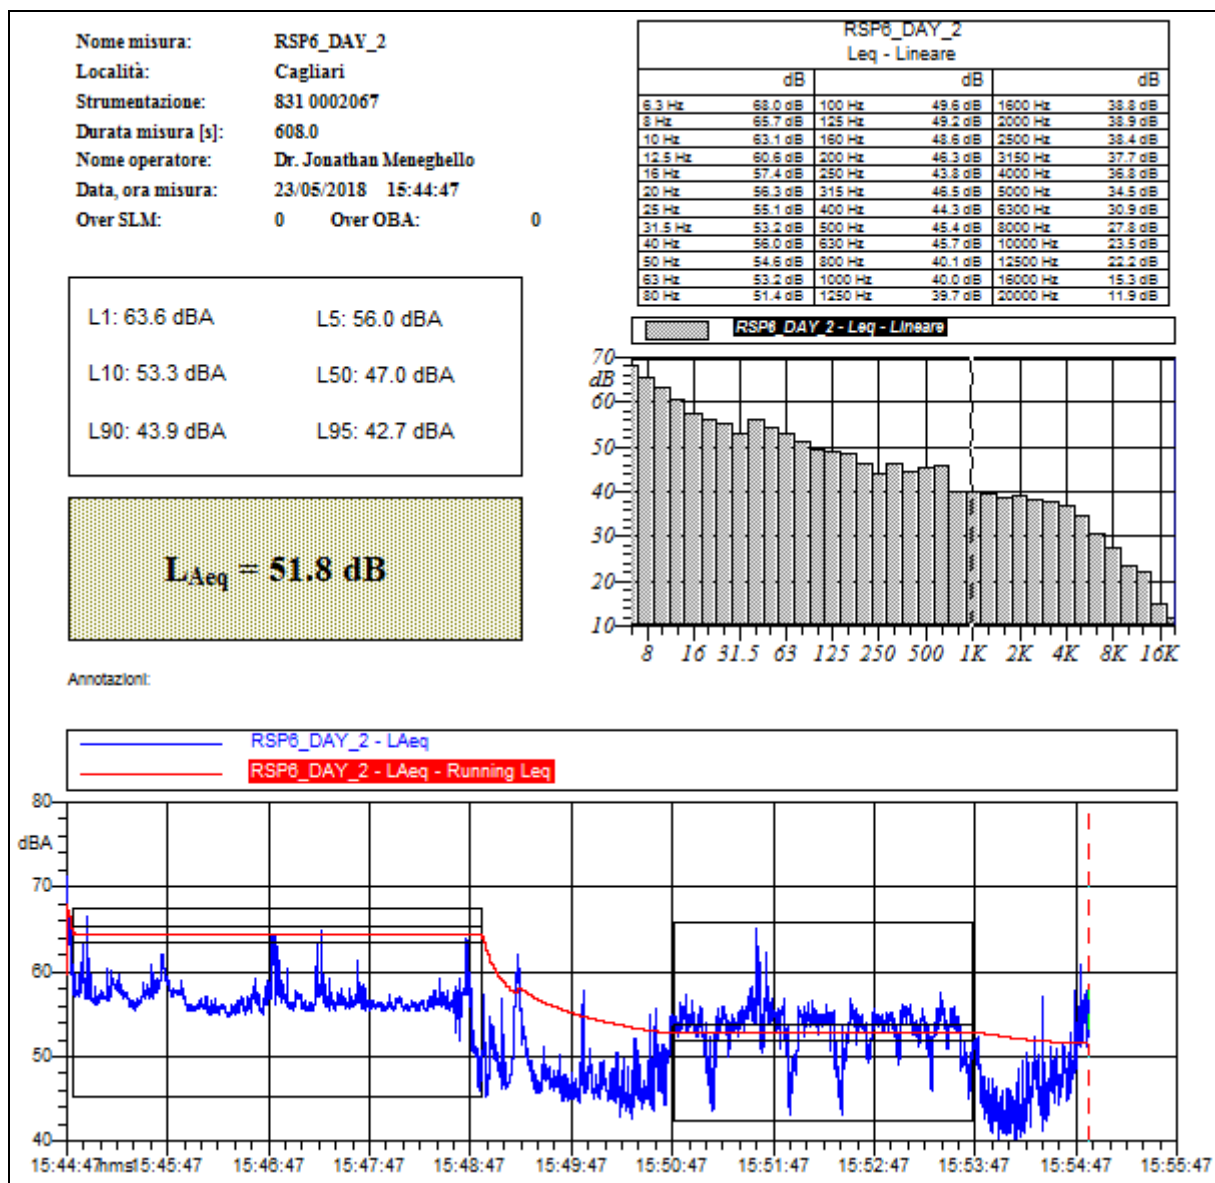 Nome misura: RSP6_DAY_2
Località: Cagliari
Strumentazione: 831 0002067
Durata misura [s]: 608.0
Nome operatore: Dr. Jonathan Meneghello
Data, ora misura: 23/05/2018 15:44:47
Over SLM: 0 Over OBA: 0
RSP6_DAY_2
Leq - Lineare
dB dB dB
6.3 Hz 68.0 dB 100 Hz 49.6 dB 1600 Hz 38.8 dB
8 Hz 65.7 dB 125 Hz 49.2 dB 2000 Hz 38.9 dB
10 Hz 63.1 dB 160 Hz 48.6 dB 2500 Hz 38.4 dB
12.5 Hz 60.6 dB 200 Hz 46.3 dB 3150 Hz 37.7 dB
16 Hz 57.4 dB 250 Hz 43.8 dB 4000 Hz 36.8 dB
20 Hz 56.3 dB 315 Hz 46.5 dB 5000 Hz 34.5 dB
25 Hz 55.1 dB 400 Hz 44.3 dB 6300 Hz 30.9 dB
31.5 Hz 53.2 dB 500 Hz 45.4 dB 8000 Hz 27.8 dB
40 Hz 56.0 dB 630 Hz 45.7 dB 10000 Hz 23.5 dB
50 Hz 54.6 dB 800 Hz 40.1 dB 12500 Hz 22.2 dB
63 Hz 53.2 dB 1000 Hz 40.0 dB 16000 Hz 15.3 dB
80 Hz 51.4 dB 1250 Hz 39.7 dB 20000 Hz 11.9 dB
L1: 63.6 dBA L5: 56.0 dBA
L10: 53.3 dBA L50: 47.0 dBA
L90: 43.9 dBA L95: 42.7 dBA
LAeq = 51.8 dB
RSP6_DAY_2 - Leq - Lineare
70
dB
60
50
40
30
20
10
8 16 31.5 63 125 250 500 1K 2K 4K 8K 16K
Annotazioni:
RSP6_DAY_2 - LAeq
RSP6_DAY_2 - LAeq - Running Leq
80
dBA
70
60
50
40
15:44:47 hms 15:45:47 15:46:47 15:47:47 15:48:47 15:49:47 15:50:47 15:51:47 15:52:47 15:53:47 15:54:47 15:55:47